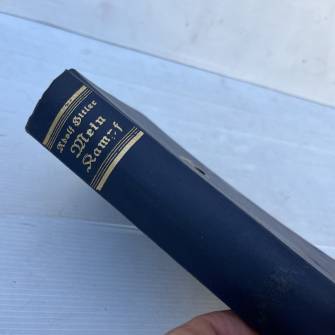 Adolf Hitler
Mein
Kampf